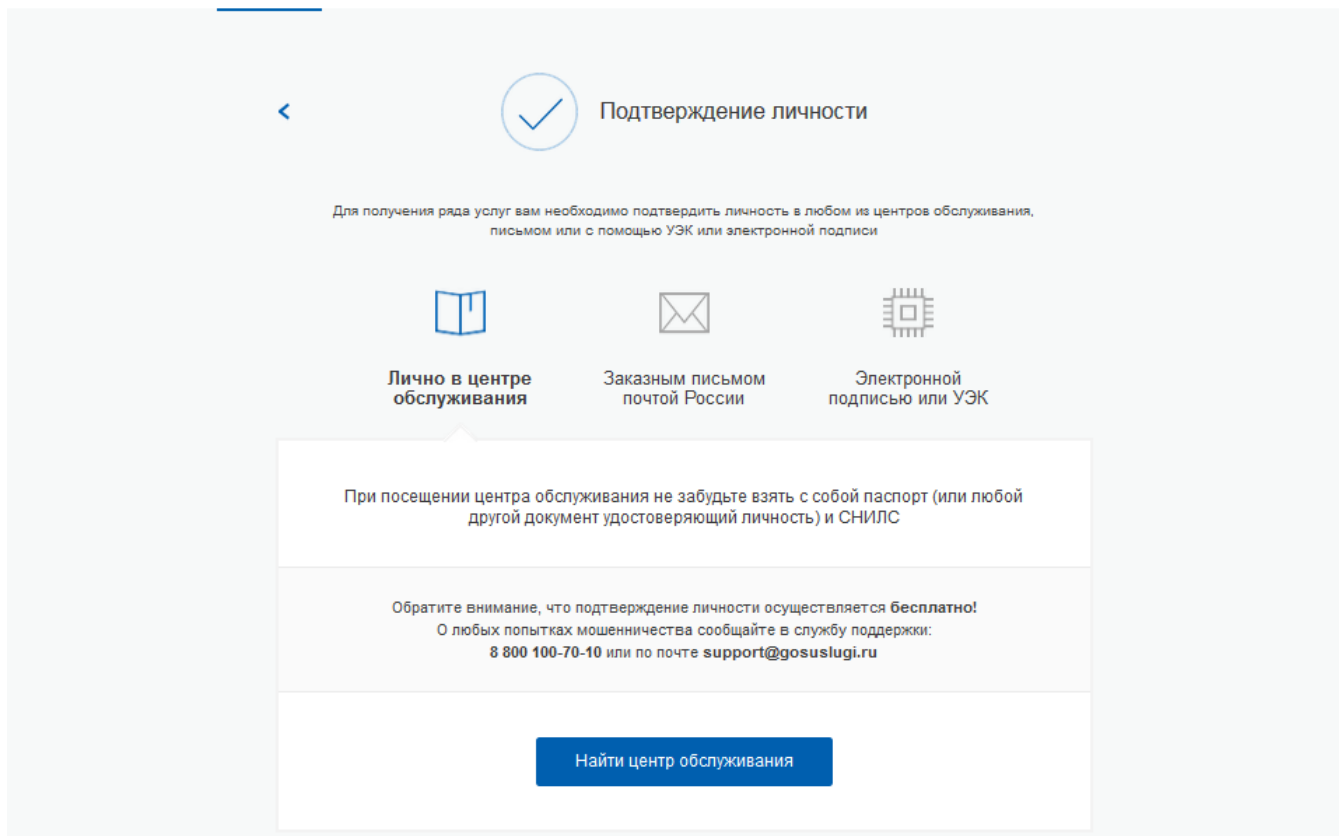 Подтверждение личности
Для получения ряда услуг вам необходимо подтвердить личность в любом из центров обслуживания,
письмом или с помощью УЭК или электронной подписи
Лично в центре
обслуживания
Заказным письмом
почтой России
Электронной
подписью или УЭК
При посещении центра обслуживания не забудьте взять с собой паспорт (или любой
другой документ удостоверяющий личность) и СНИЛС
Обратите внимание, что подтверждение личности осуществляется бесплатно!
О любых попытках мошенничества сообщайте в службу поддержки:
8 800 100-70-10 или по почте support@gosuslugi.ru
Найти центр обслуживания